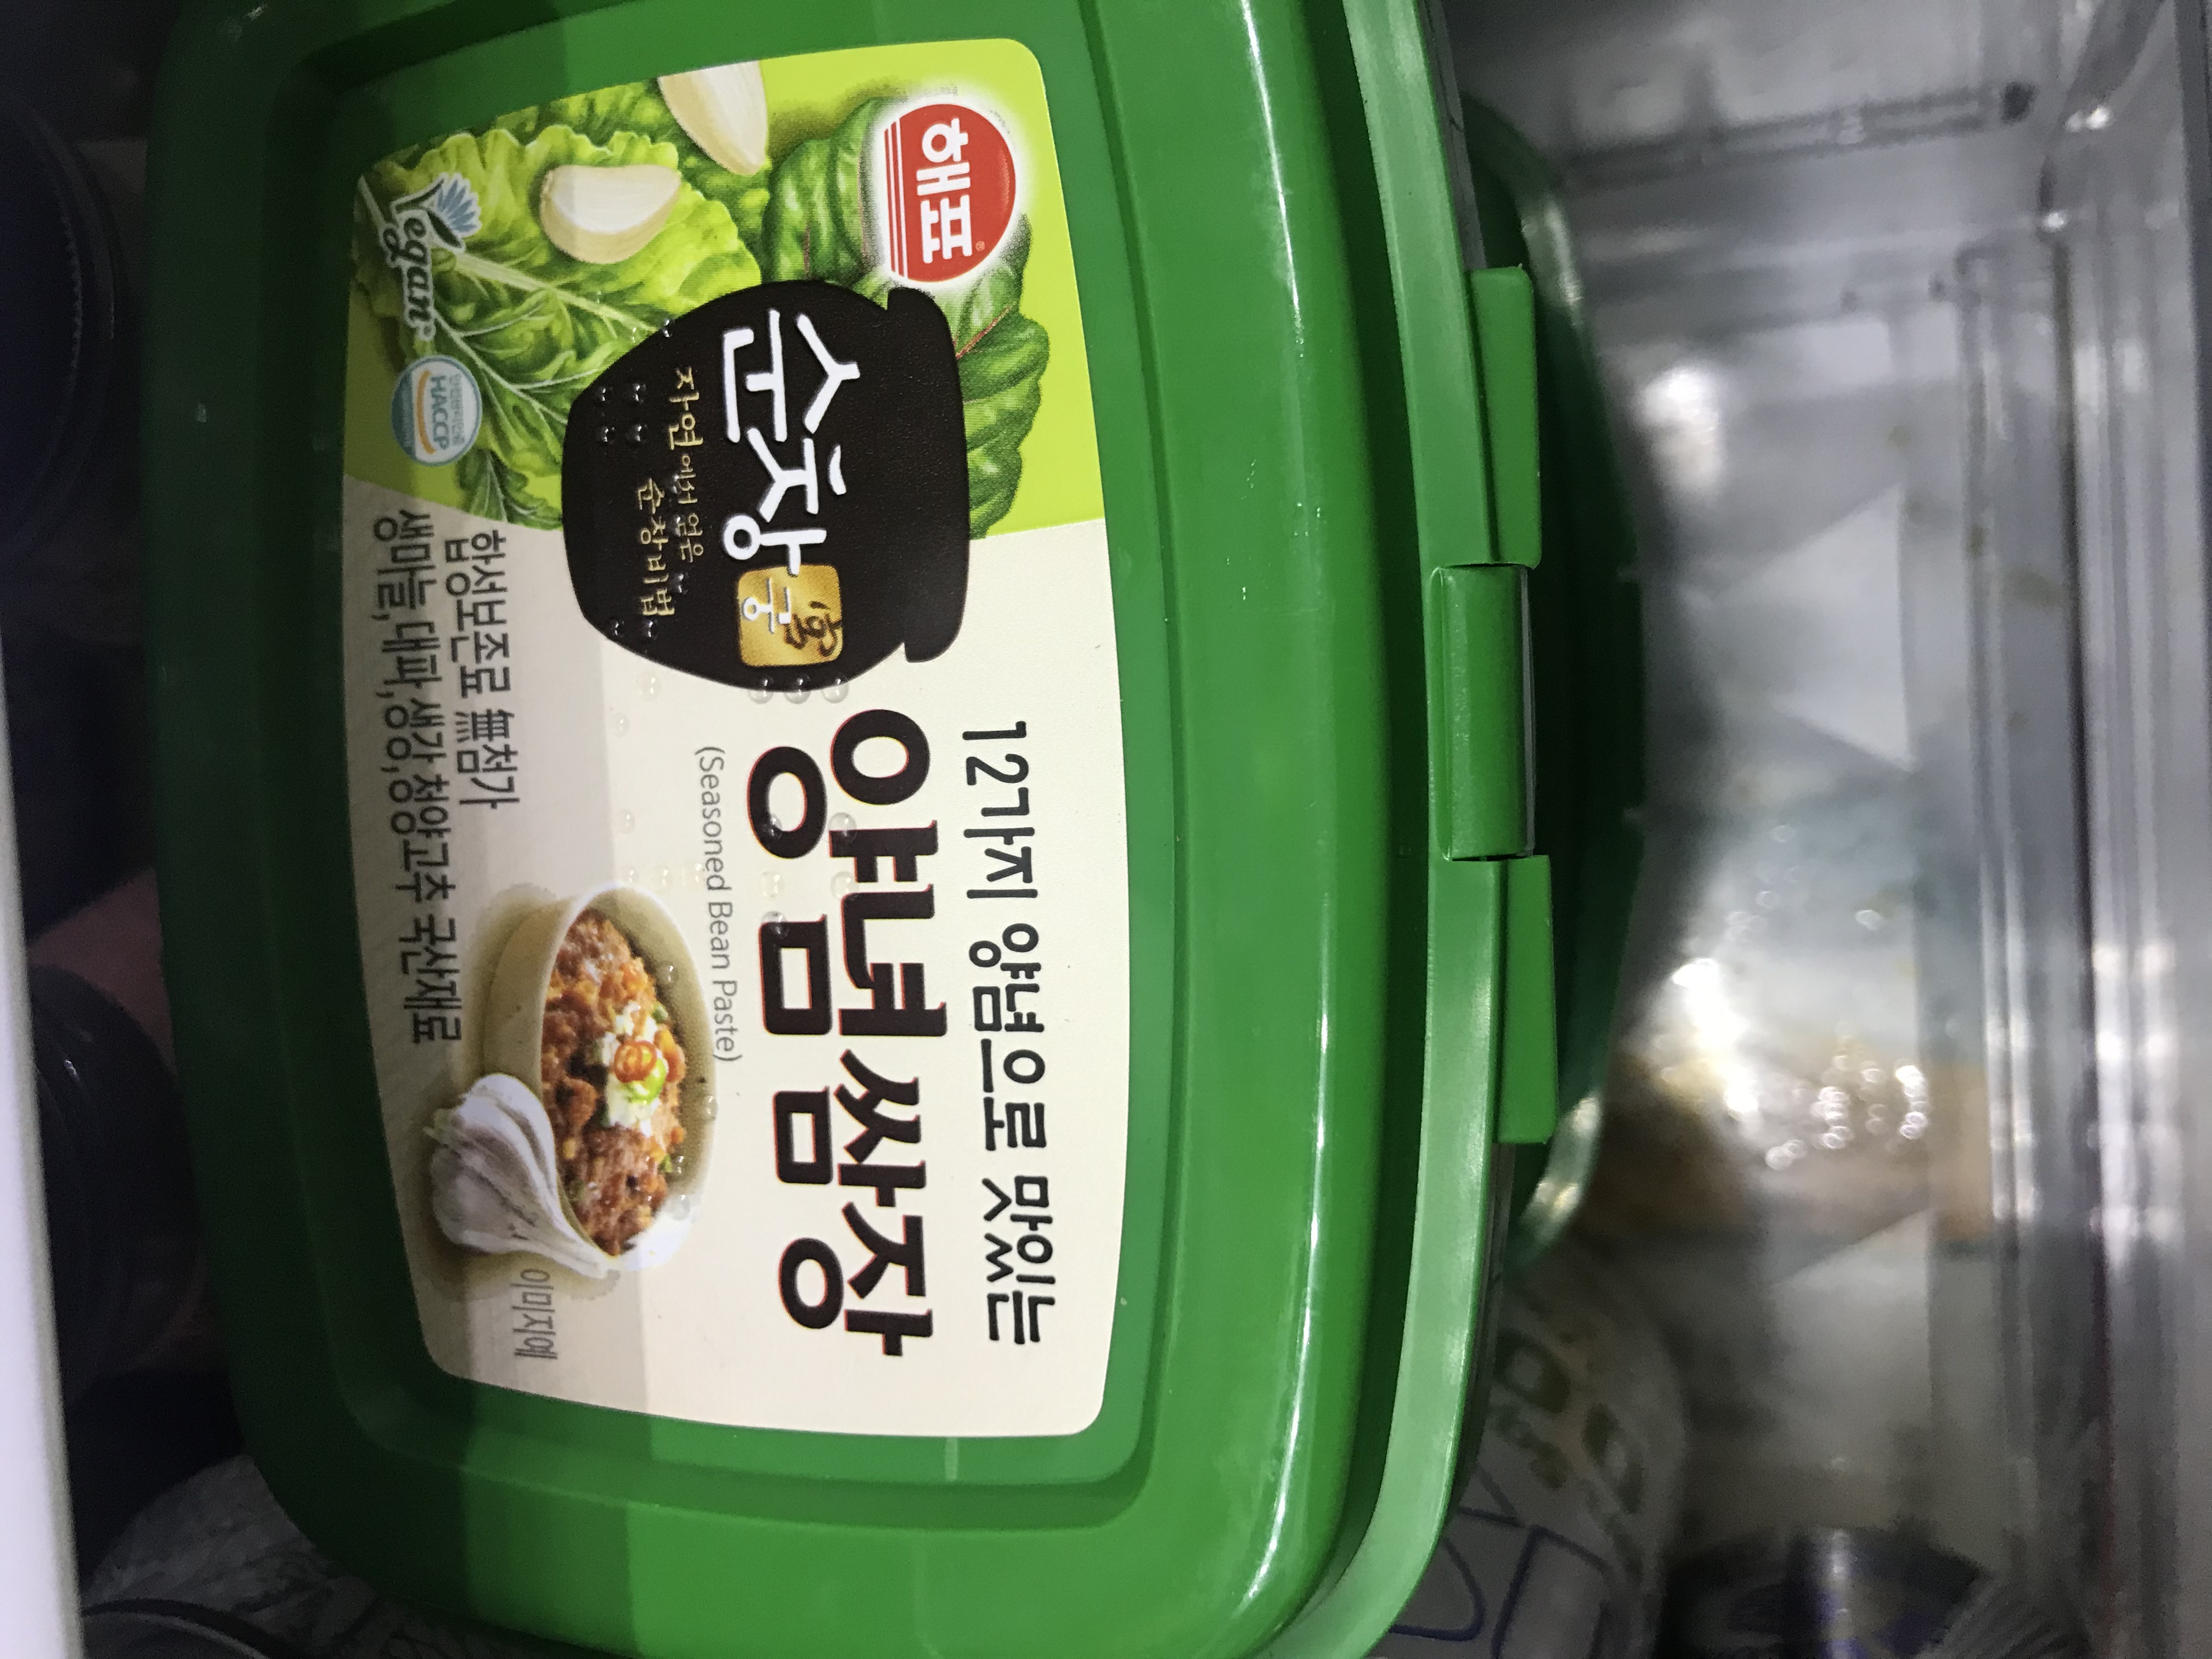 해표
12가지 양념으로 맛있는
순창궁
양념쌈장
(Seasoned Bean Paste)
자연에서 얻은
순창비법
Vegan
HACCP
합성보존료 無첨가
생마늘, 대파, 생강, 청양고추 국산재료
이미지예